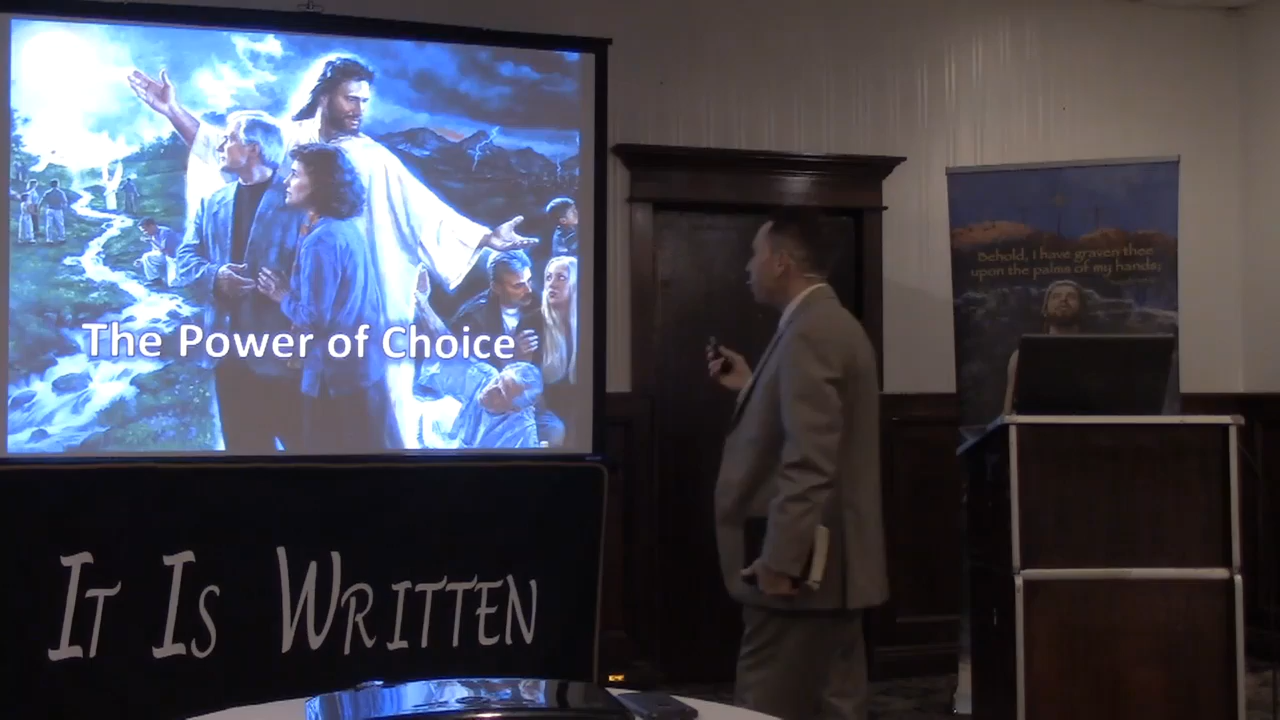 The Power of Choice
Behold, I have graven thee
upon the palms of my hands;
IT IS WRITTEN